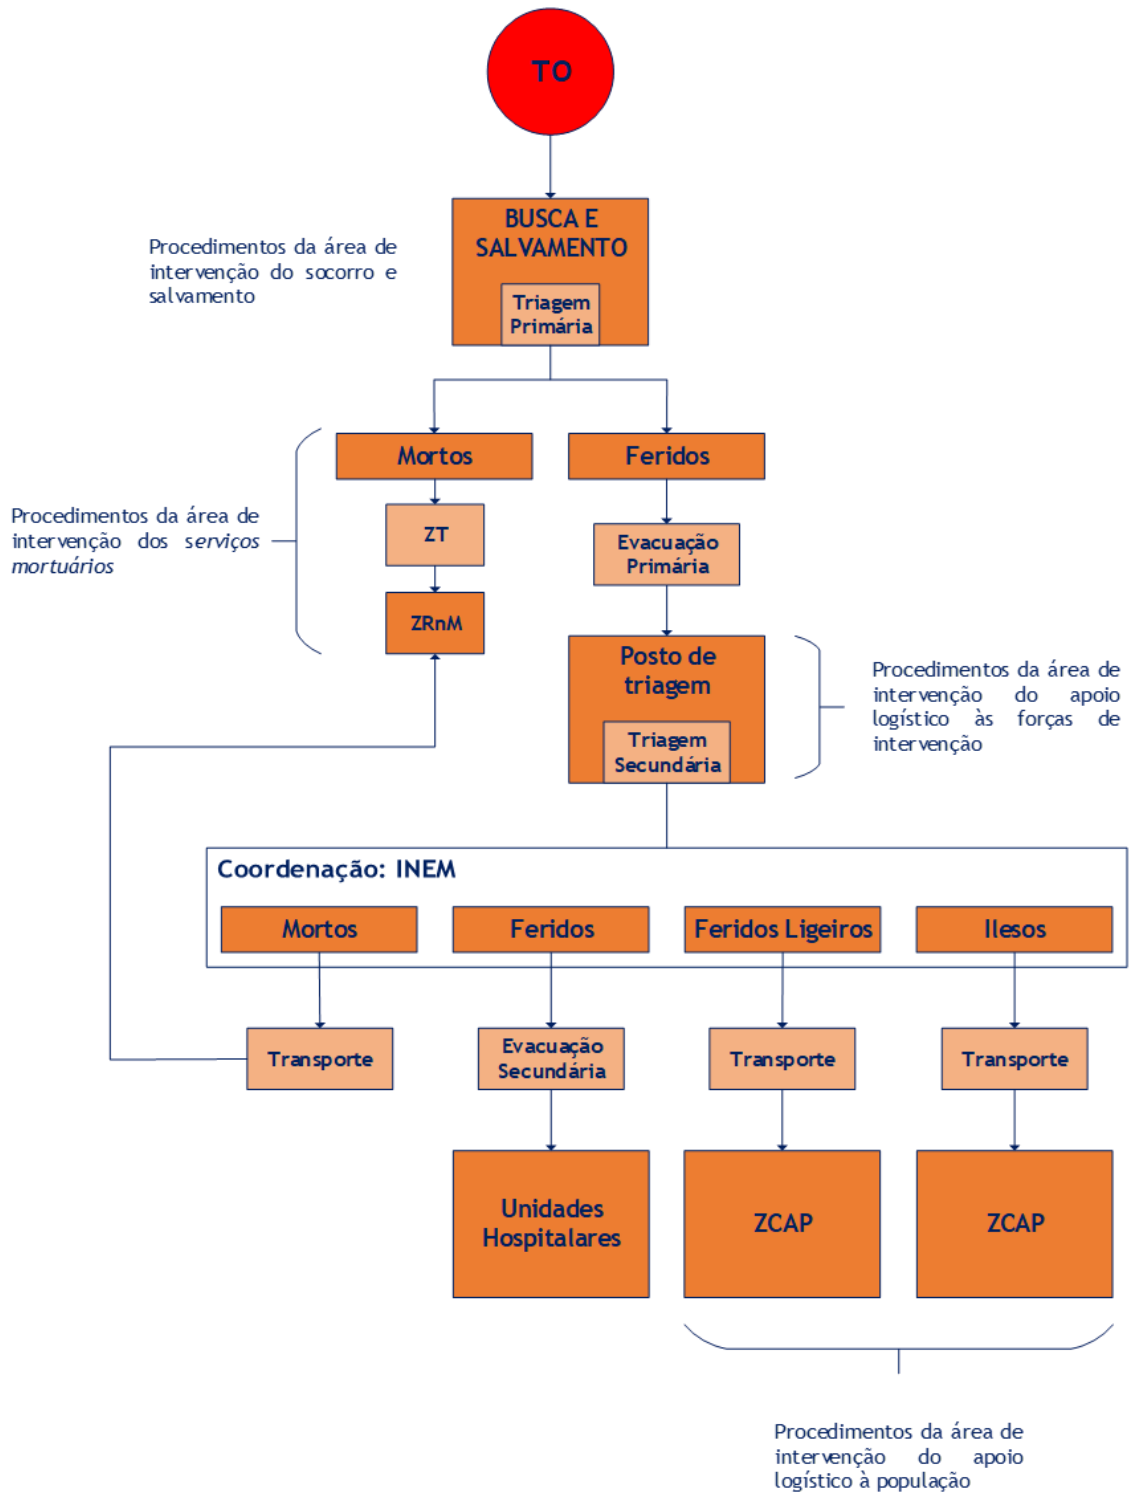 TO
BUSCA E
SALVAMENTO
Triagem
Primária
Procedimentos da área de
intervenção do socorro e
salvamento
Mortos
Feridos
ZT
Evacuação
Primária
Procedimentos da área de
intervenção dos serviços
mortuários
ZRnM
Posto de
triagem
Triagem
Secundária
Procedimentos da área de
intervenção do apoio
logístico às forças de
intervenção
Coordenação: INEM
Mortos
Feridos
Feridos Ligeiros
Ilesos
Transporte
Evacuação
Secundária
Transporte
Transporte
Unidades
Hospitalares
ZCAP
ZCAP
Procedimentos da área de
intervenção do apoio
logístico à população